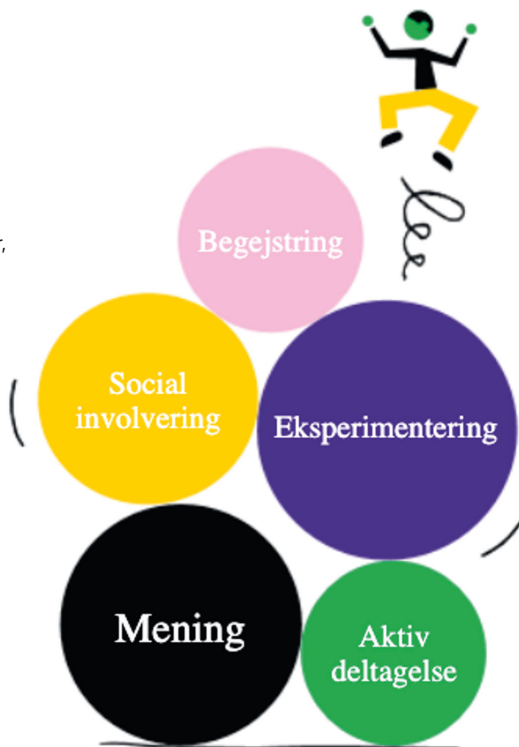 Begejstring
Social
involvering
Eksperimentering
Mening
Aktiv
deltagelse